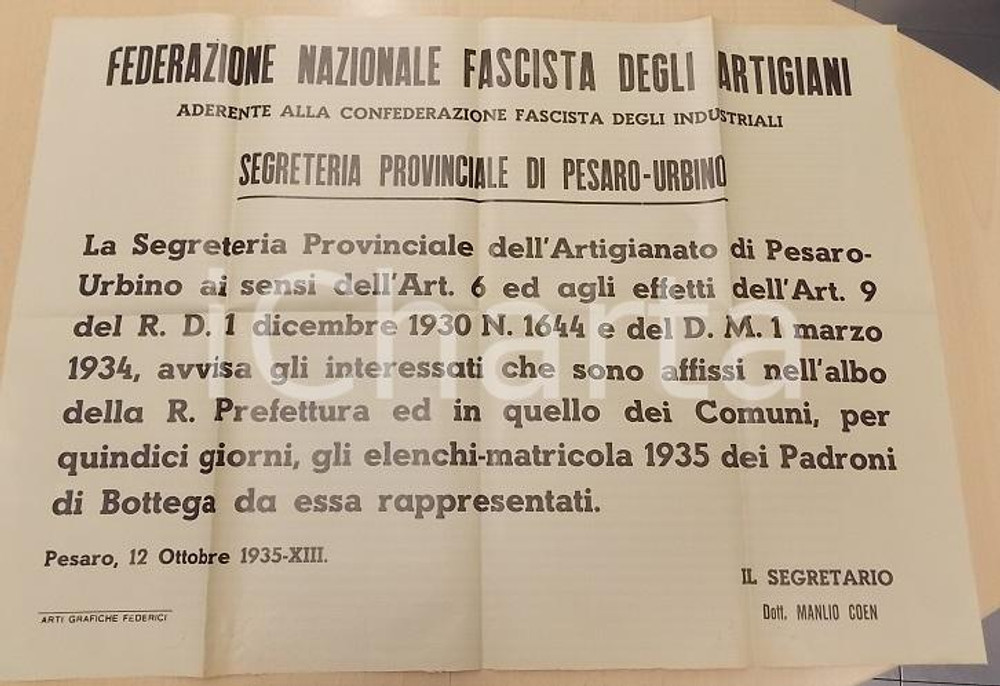 FEDERAZIONE NAZIONALE FASCISTA DEGLI ARTIGIANI
ADERENTE ALLA CONFEDERAZIONE FASCISTA DEGLI INDUSTRIALI
SEGRETERIA PROVINCIALE DI PESARO-URBINO
La Segreteria Provinciale dell'Artigianato di Pesaro-
Urbino ai sensi dell'Art. 6 ed agli effetti dell'Art. 9
del R. D. 1 dicembre 1930 N. 1644 e del D. M. 1 marzo
1934, avvisa gli interessati che sono affissi nell'albo
della R. Prefettura ed in quello dei Comuni, per
quindici giorni, gli elenchi-matricola 1935 dei Padroni
di Bottega da essa rappresentati.
Pesaro, 12 Ottobre 1935-XIII.
IL SEGRETARIO
Dott. MANLIO COEN
ARTI GRAFICHE FEDERICI
iCharta